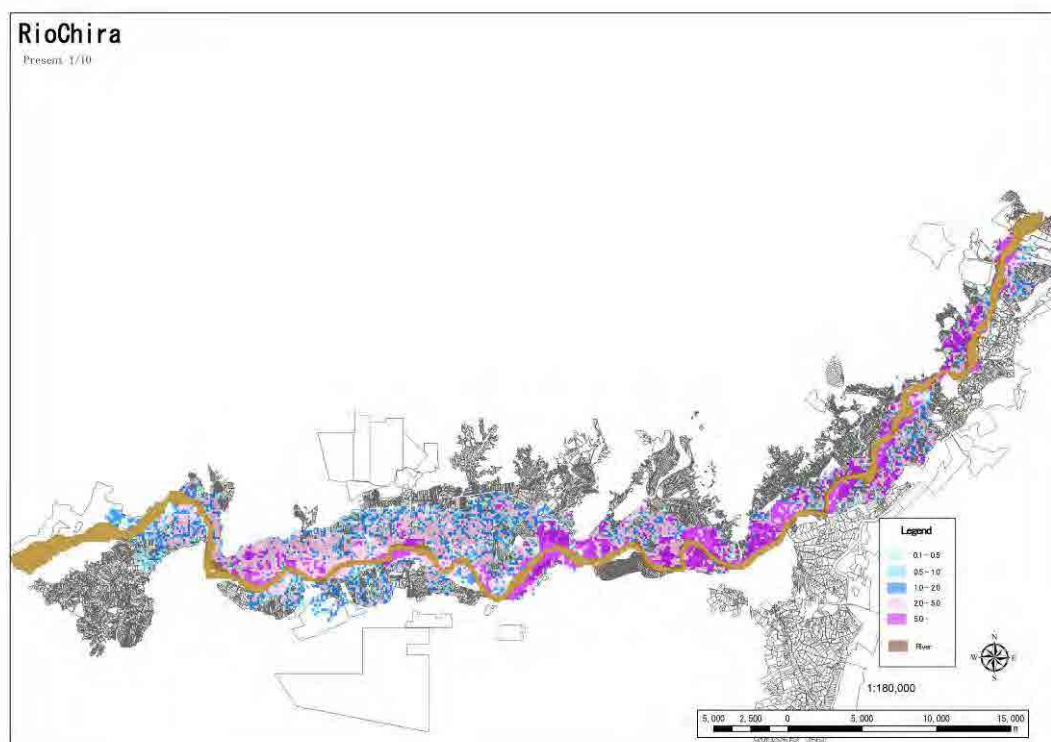 RioChira
Present 1/10
Legend
0.1 - 0.5
0.5 - 1.0
1.0 - 2.0
2.0 - 5.0
5.0 -
River
N
W E
S
1:180,000
5,000 2,500 0 5,000 10,000 15,000
m